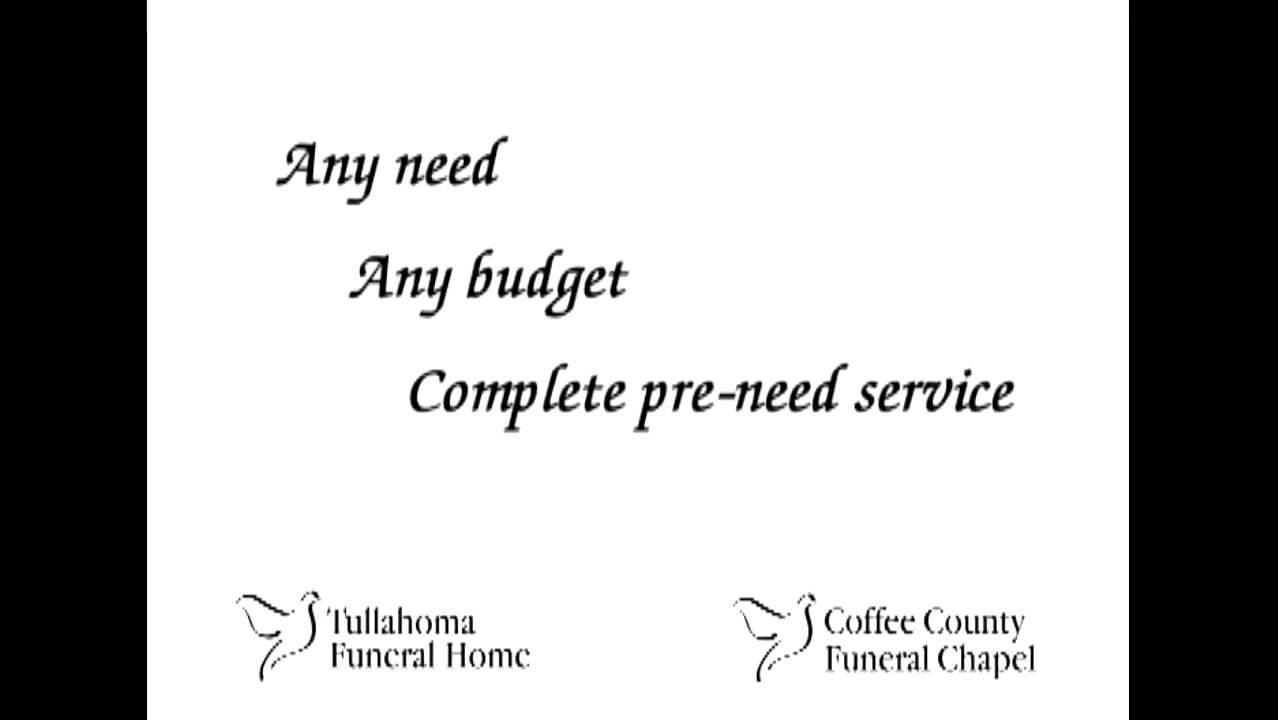 Any need
Any budget
Complete pre-need service
Tullahoma
Funeral Home
Coffee County
Funeral Chapel